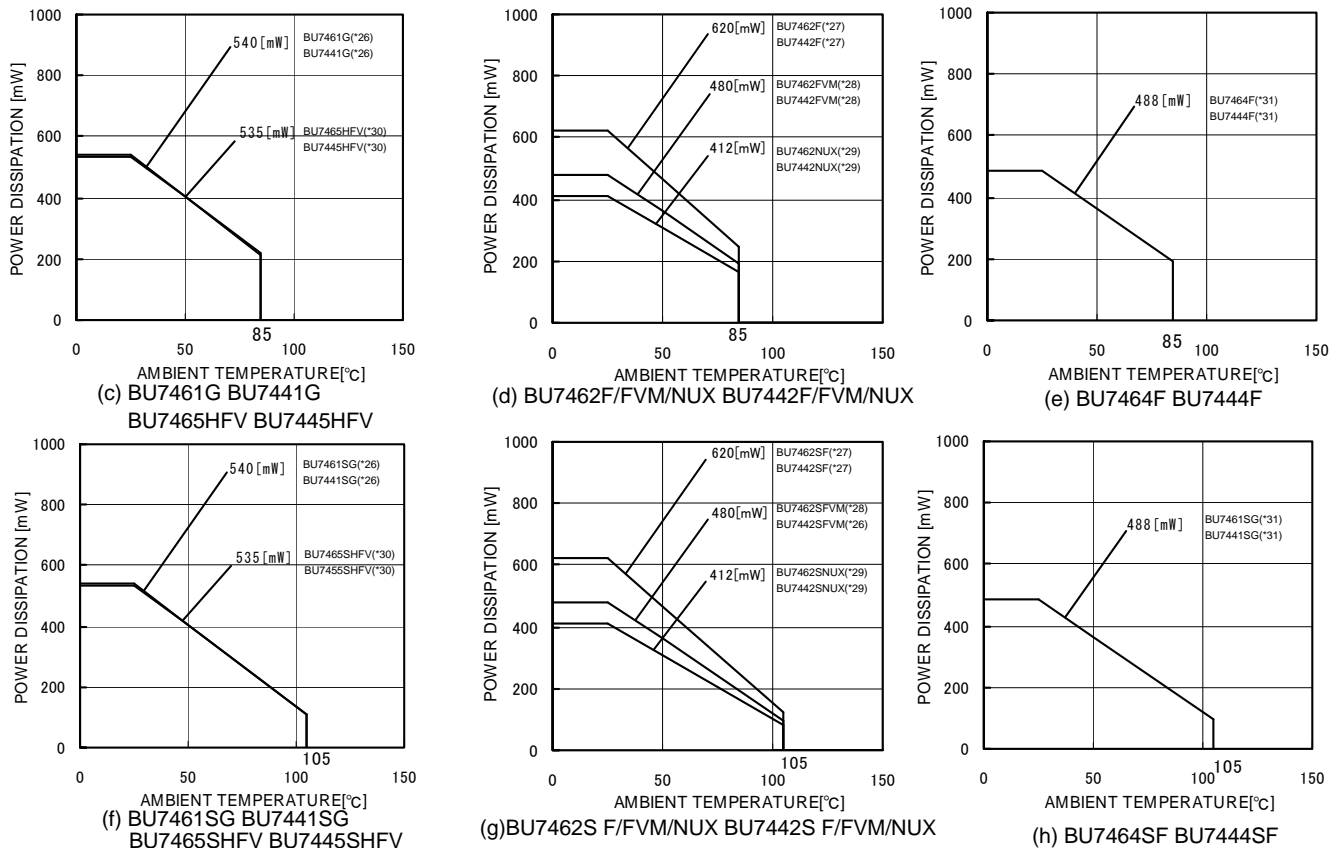 1000
800
600
400
200
0
POWER DISSIPATION [mW]
540[mW]
BU7461G(*26)
BU7441G(*26)
535[mW]
BU7465HFV(*30)
BU7445HFV(*30)
85
0 50 100 150
AMBIENT TEMPERATURE[℃]
(c) BU7461G BU7441G
BU7465HFV BU7445HFV
1000
800
600
400
200
0
POWER DISSIPATION [mW]
620[mW]
BU7462F(*27)
BU7442F(*27)
480[mW]
BU7462FVM(*28)
BU7442FVM(*28)
412[mW]
BU7462NUX(*29)
BU7442NUX(*29)
85
0 50 100 150
AMBIENT TEMPERATURE[℃]
(d) BU7462F/FVM/NUX BU7442F/FVM/NUX
1000
800
600
400
200
0
POWER DISSIPATION [mW]
488[mW]
BU7464F(*31)
BU7444F(*31)
85
0 50 100 150
AMBIENT TEMPERATURE[℃]
(e) BU7464F BU7444F
1000
800
600
400
200
0
POWER DISSIPATION [mW]
540[mW]
BU7461SG(*26)
BU7441SG(*26)
535[mW]
BU7465SHFV(*30)
BU7455SHFV(*30)
105
0 50 100 150
AMBIENT TEMPERATURE[℃]
(f) BU7461SG BU7441SG
BU7465SHFV BU7445SHFV
1000
800
600
400
200
0
POWER DISSIPATION [mW]
620[mW]
BU7462SF(*27)
BU7442SF(*27)
480[mW]
BU7462SFVM(*28)
BU7442SFVM(*26)
412[mW]
BU7462SNUX(*29)
BU7442SNUX(*29)
105
0 50 100 150
AMBIENT TEMPERATURE[℃]
(g)BU7462S F/FVM/NUX BU7442S F/FVM/NUX
1000
800
600
400
200
0
POWER DISSIPATION [mW]
488[mW]
BU7461SG(*31)
BU7441SG(*31)
105
0 50 100 150
AMBIENT TEMPERATURE[℃]
(h) BU7464SF BU7444SF